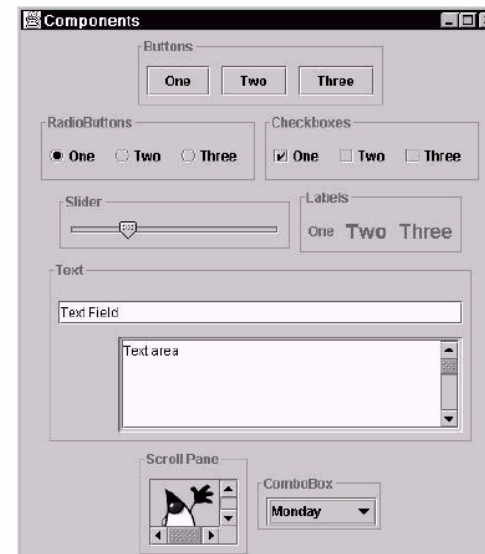 Components
Buttons
One Two Three
RadioButtons Checkboxes
One Two Three One Two Three
Slider Labels
One Two Three
Text
Text Field
Text area
Scroll Pane
ComboBox
Monday